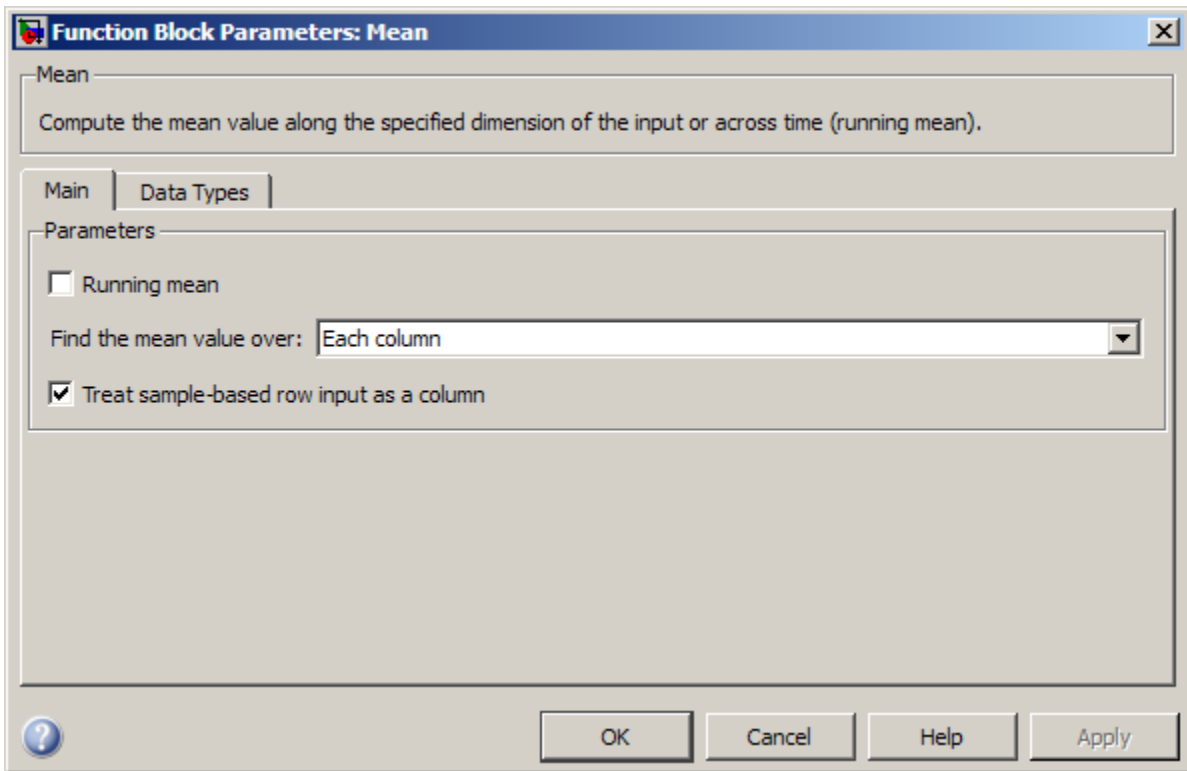 Function Block Parameters: Mean
Mean
Compute the mean value along the specified dimension of the input or across time (running mean).
Main
Data Types
Parameters
Running mean
Find the mean value over: Each column
Treat sample-based row input as a column
? OK Cancel Help Apply